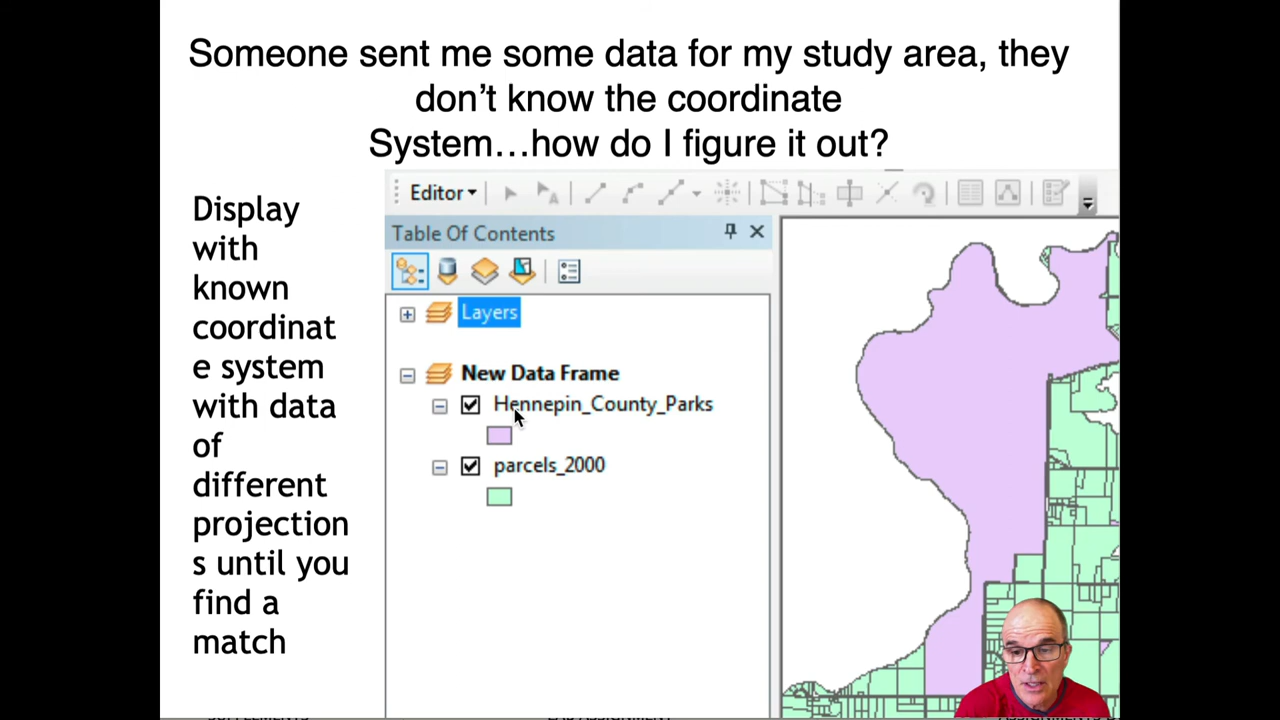 Someone sent me some data for my study area, they
don’t know the coordinate
System…how do I figure it out?
Display
with
known
coordinat
e system
with data
of
different
projection
s until you
find a
match
Editor
Table Of Contents
Layers
New Data Frame
Hennepin_County_Parks
parcels_2000